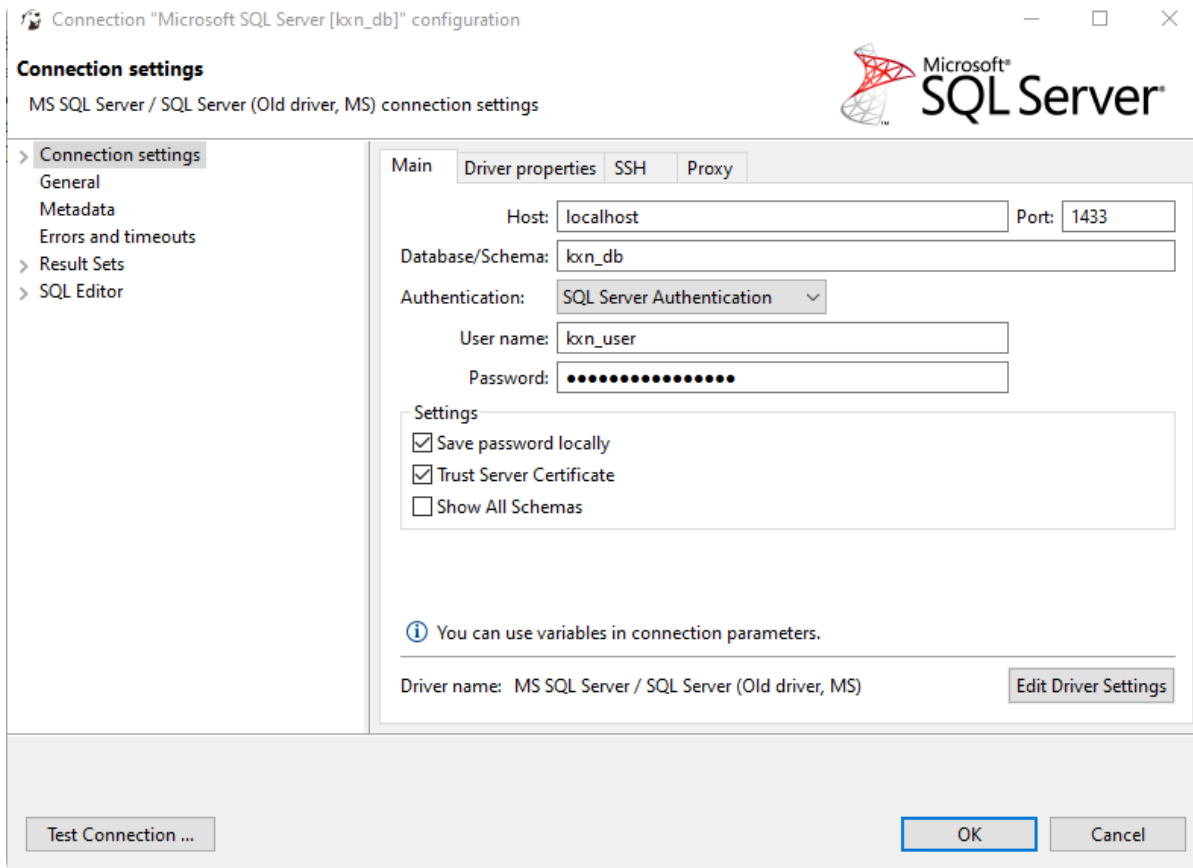 Connection "Microsoft SQL Server [kxn_db]" configuration
Connection settings
MS SQL Server / SQL Server (Old driver, MS) connection settings
Microsoft®
SQL Server®
™
Connection settings
General
Metadata
Errors and timeouts
Result Sets
SQL Editor
Main Driver properties SSH Proxy
Host: localhost Port: 1433
Database/Schema: kxn_db
Authentication: SQL Server Authentication
User name: kxn_user
Password: ••••••••••••••••
Settings
Save password locally
Trust Server Certificate
Show All Schemas
You can use variables in connection parameters.
Driver name: MS SQL Server / SQL Server (Old driver, MS) Edit Driver Settings
Test Connection ... OK Cancel